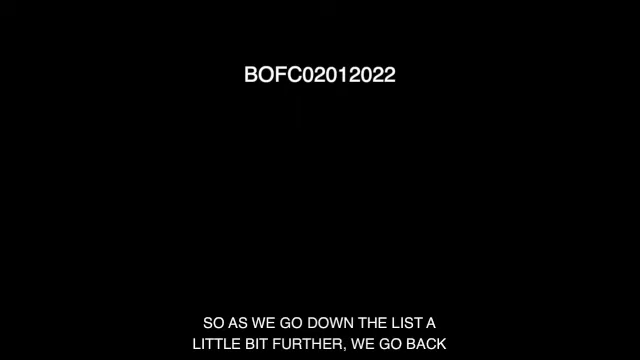 BOFC02012022
SO AS WE GO DOWN THE LIST A
LITTLE BIT FURTHER, WE GO BACK